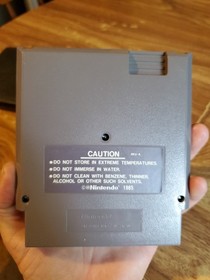 CAUTION
● DO NOT STORE IN EXTREME TEMPERATURES.
● DO NOT IMMERSE IN WATER.
● DO NOT CLEAN WITH BENZENE, THINNER,
ALCOHOL OR OTHER SUCH SOLVENTS.
©®Nintendo 1985